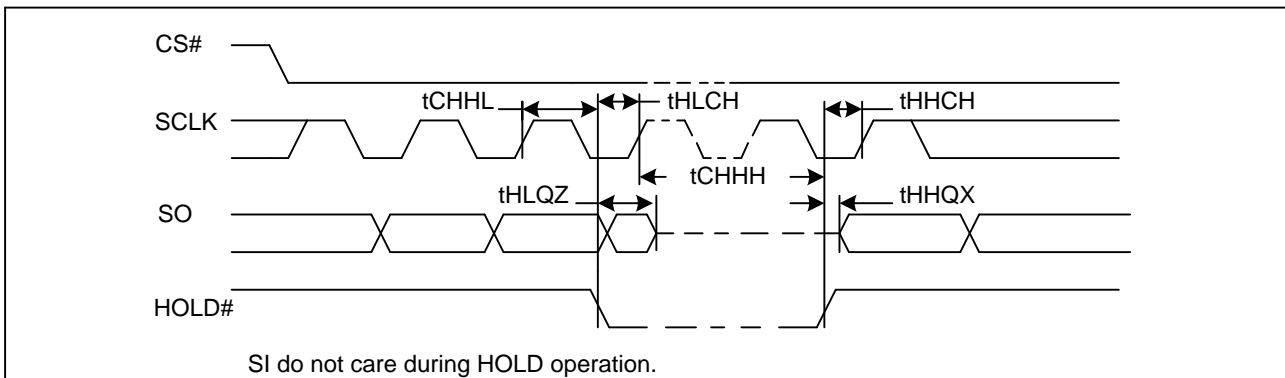 CS#
tCHHL
tHLCH
tHHCH
SCLK
tCHHH
tHLQZ
tHHQX
SO
HOLD#
SI do not care during HOLD operation.